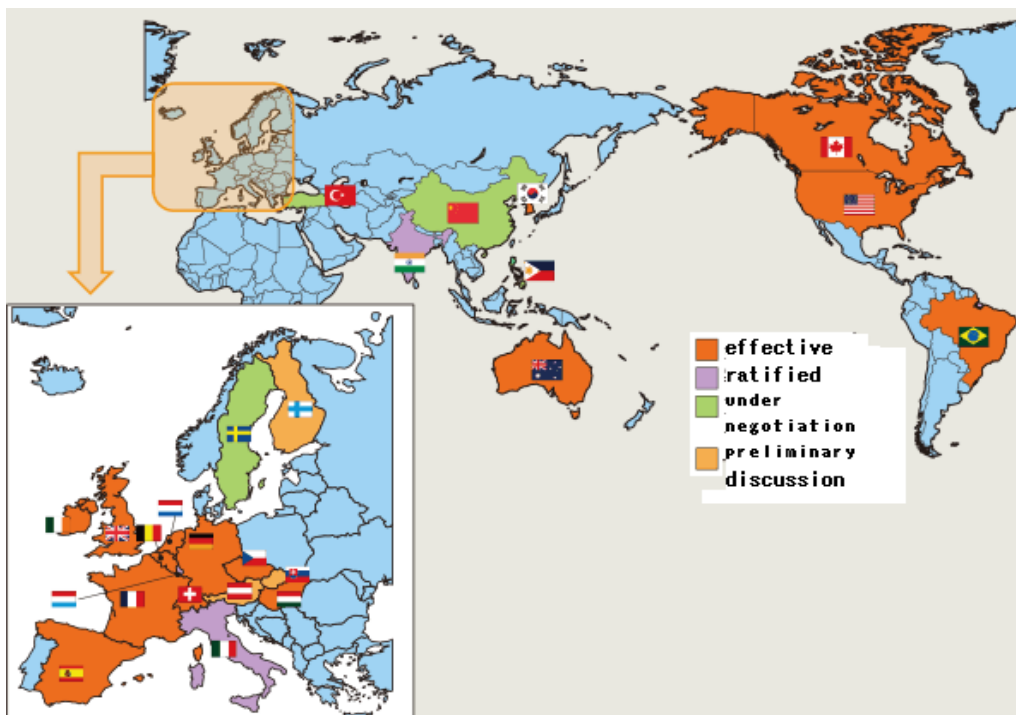 effective
ratified
under
negotiation
preliminary
discussion